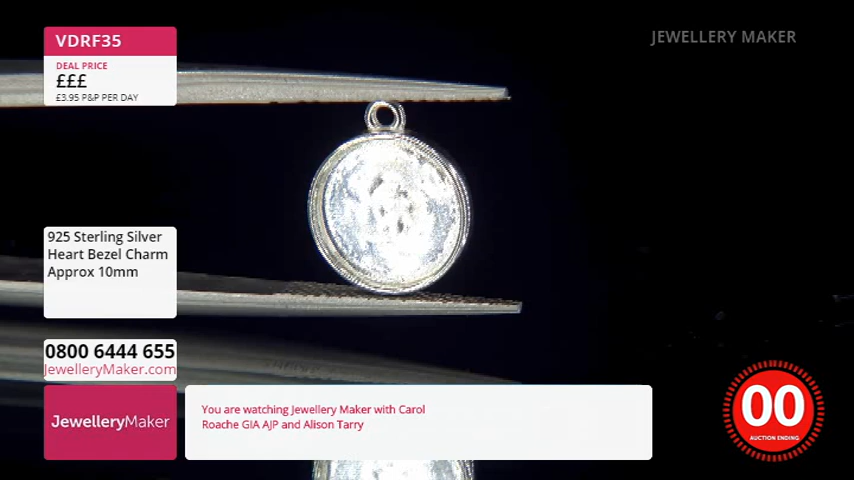 VDRF35
DEAL PRICE
£££
£3.95 P&P PER DAY
JEWELLERY MAKER
925 Sterling Silver
Heart Bezel Charm
Approx 10mm
0800 6444 655
JewelleryMaker.com
JewelleryMaker
You are watching Jewellery Maker with Carol
Roache GIA AJP and Alison Tarry
00
AUCTION ENDING